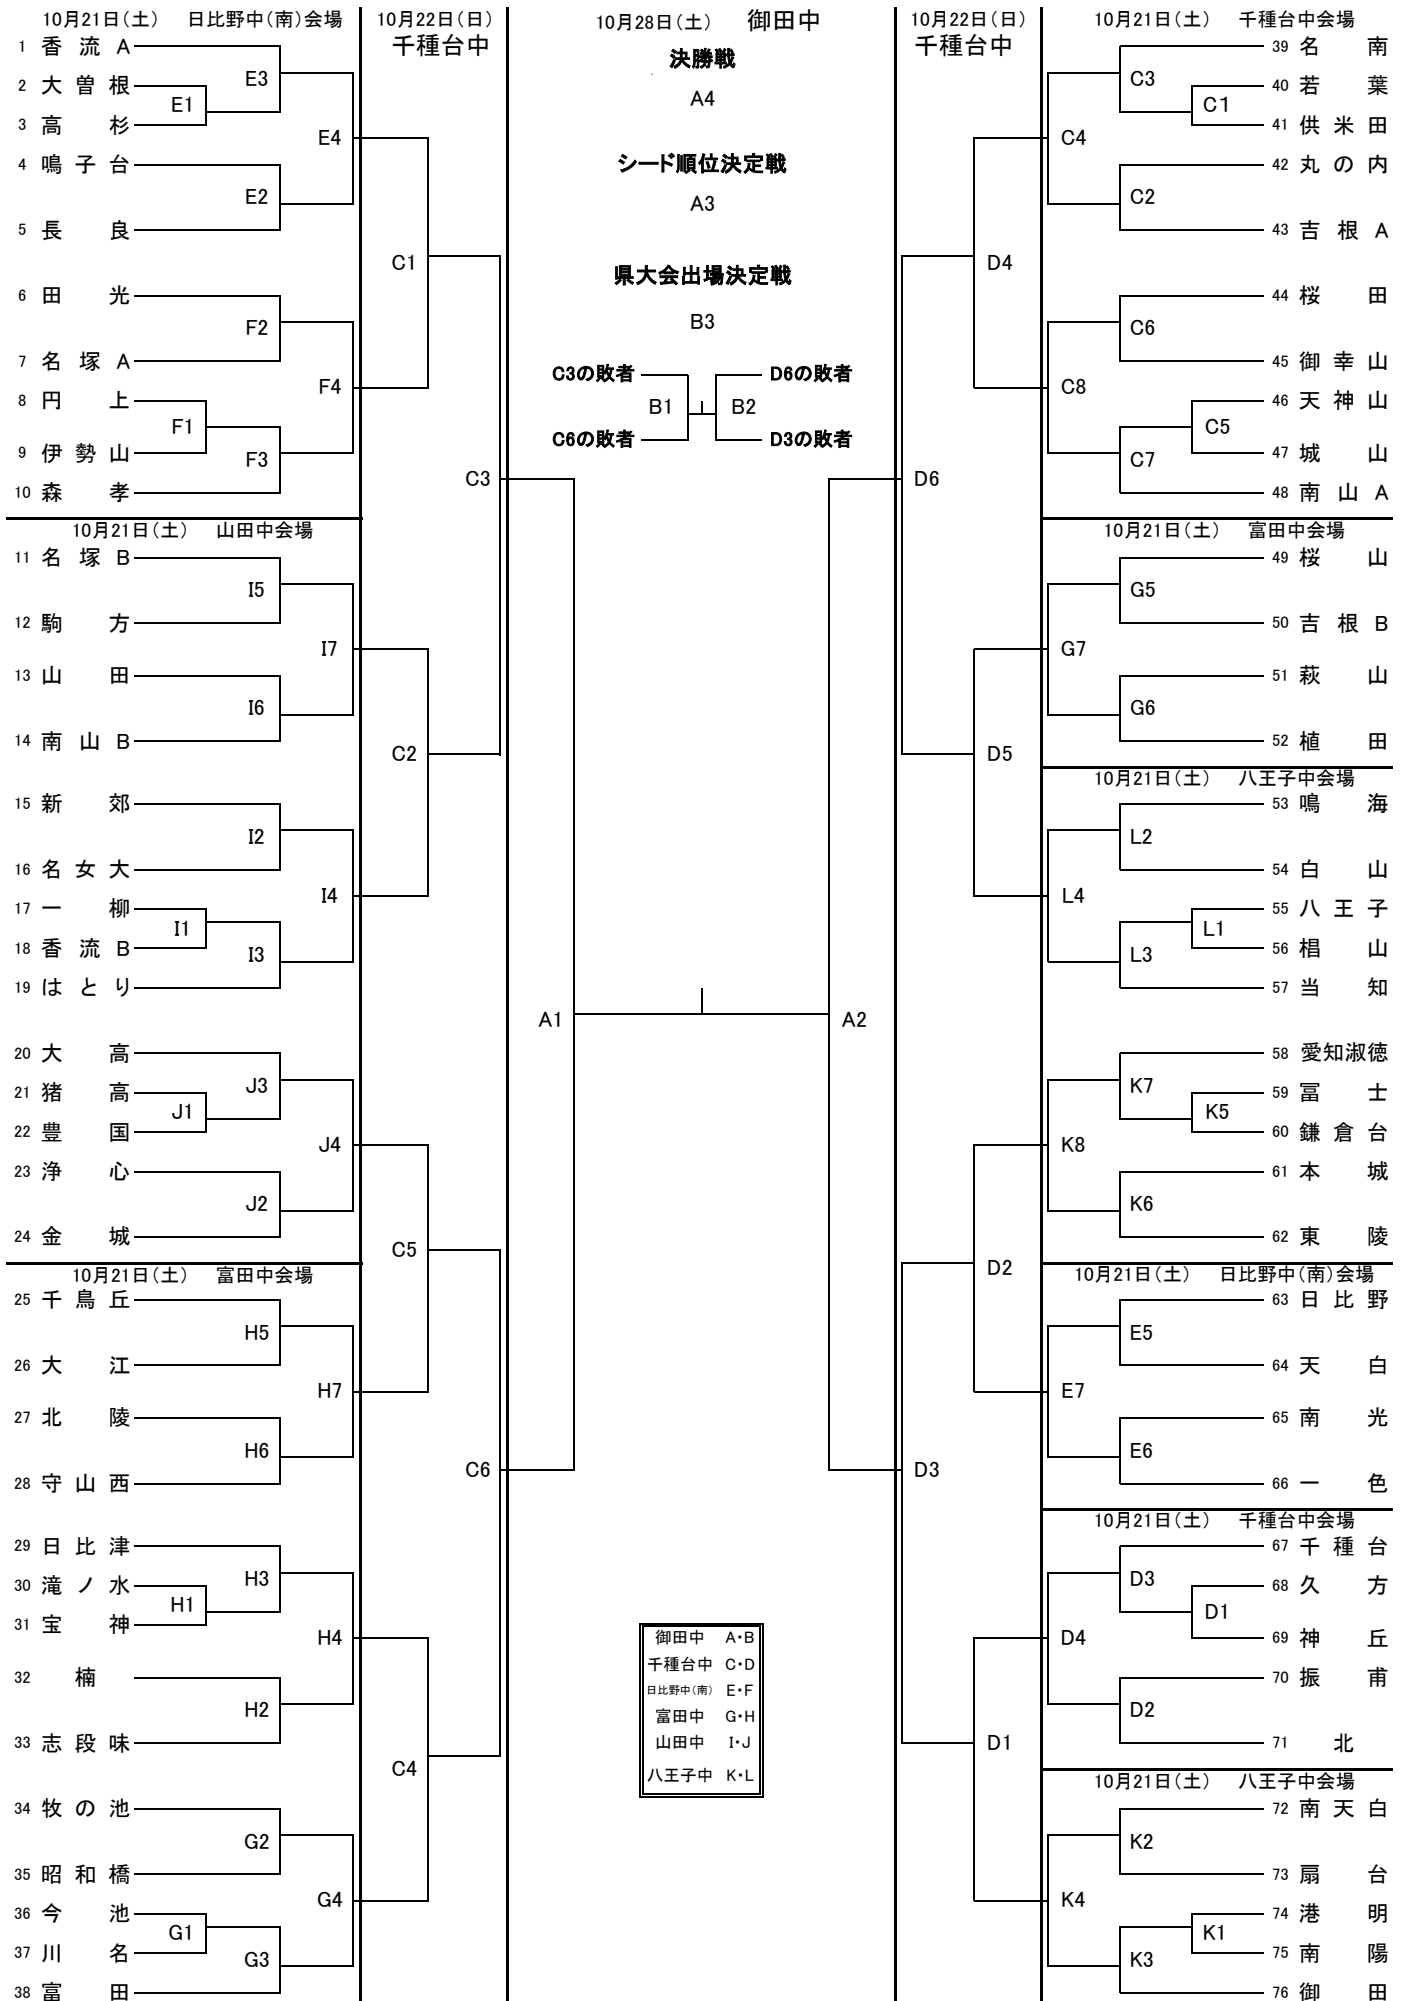 10月21日(土) 日比野中(南)会場
1 香流A
2 大曽根
3 高杉
4 鳴子台
5 長良
6 田光
7 名塚A
8 円上
9 伊勢山
10 森孝
E3
E1
E4
E2
F2
F4
F1
F3
10月21日(土) 山田中会場
11 名塚B
12 駒方
13 山田
14 南山B
15 新郊
16 名女大
17 一柳
18 香流B
19 はとり
20 大高
21 猪高
22 豊国
23 浄心
24 金城
I5
I7
I6
I2
I4
I1
I3
J3
J1
J4
J2
10月21日(土) 富田中会場
25 千鳥丘
26 大江
27 北陵
28 守山西
29 日比津
30 滝ノ水
31 宝神
32 楠
33 志段味
34 牧の池
35 昭和橋
36 今池
37 川名
38 富田
H5
H7
H6
H3
H1
H4
H2
G2
G4
G1
G3
10月22日(日)
千種台中
C1
C3
C2
C5
C6
C4
10月28日(土) 御田中
決勝戦
A4
シード順位決定戦
A3
県大会出場決定戦
B3
C3の敗者
D6の敗者
B1
B2
C6の敗者
D3の敗者
A1
A2
御田中 A・B
千種台中 C・D
日比野中(南) E・F
富田中 G・H
山田中 I・J
八王子中 K・L
10月22日(日)
千種台中
D4
D6
D5
D2
D3
D1
10月21日(土) 千種台中会場
39 名南
40 若葉
41 供米田
42 丸の内
43 吉根A
44 桜田
45 御幸山
46 天神山
47 城山
48 南山A
C3
C1
C4
C2
C6
C8
C5
C7
10月21日(土) 富田中会場
49 桜山
50 吉根B
51 萩山
52 植田
G5
G7
G6
10月21日(土) 八王子中会場
53 鳴海
54 白山
55 八王子
56 椙山
57 当知
58 愛知淑徳
59 冨士
60 鎌倉台
61 本城
62 東陵
L2
L4
L1
L3
K7
K5
K8
K6
10月21日(土) 日比野中(南)会場
63 日比野
64 天白
65 南光
66 一色
E5
E7
E6
10月21日(土) 千種台中会場
67 千種台
68 久方
69 神丘
70 振甫
71 北
D3
D1
D4
D2
10月21日(土) 八王子中会場
72 南天白
73 扇台
74 港明
75 南陽
76 御田
K2
K4
K1
K3